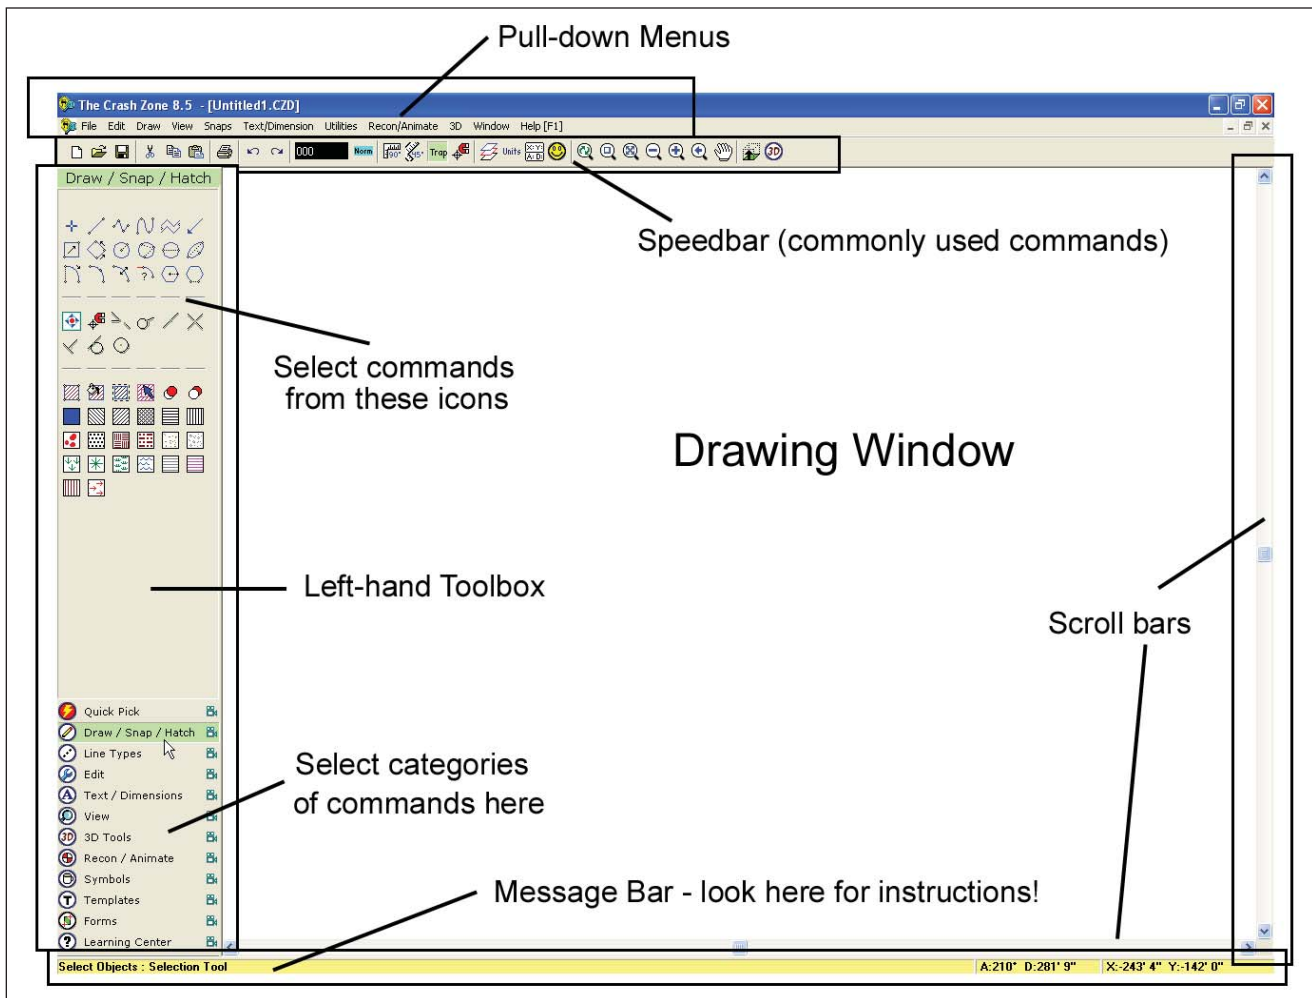 Pull-down Menus
The Crash Zone 8.5 - [Untitled1.CZD]
File Edit Draw View Snaps Text/Dimension Utilities Recon/Animate 3D Window Help [F1]
000 Norm 90° 45° Trap Units X: Y: A: D: 3D
Draw / Snap / Hatch
Speedbar (commonly used commands)
Select commands
from these icons
Drawing Window
Left-hand Toolbox
Scroll bars
Quick Pick
Draw / Snap / Hatch
Line Types
Edit
Text / Dimensions
View
3D Tools
Recon / Animate
Symbols
Templates
Forms
Learning Center
Select categories
of commands here
Message Bar - look here for instructions!
Select Objects : Selection Tool
A:210° D:281' 9" X:-243' 4" Y:-142' 0"